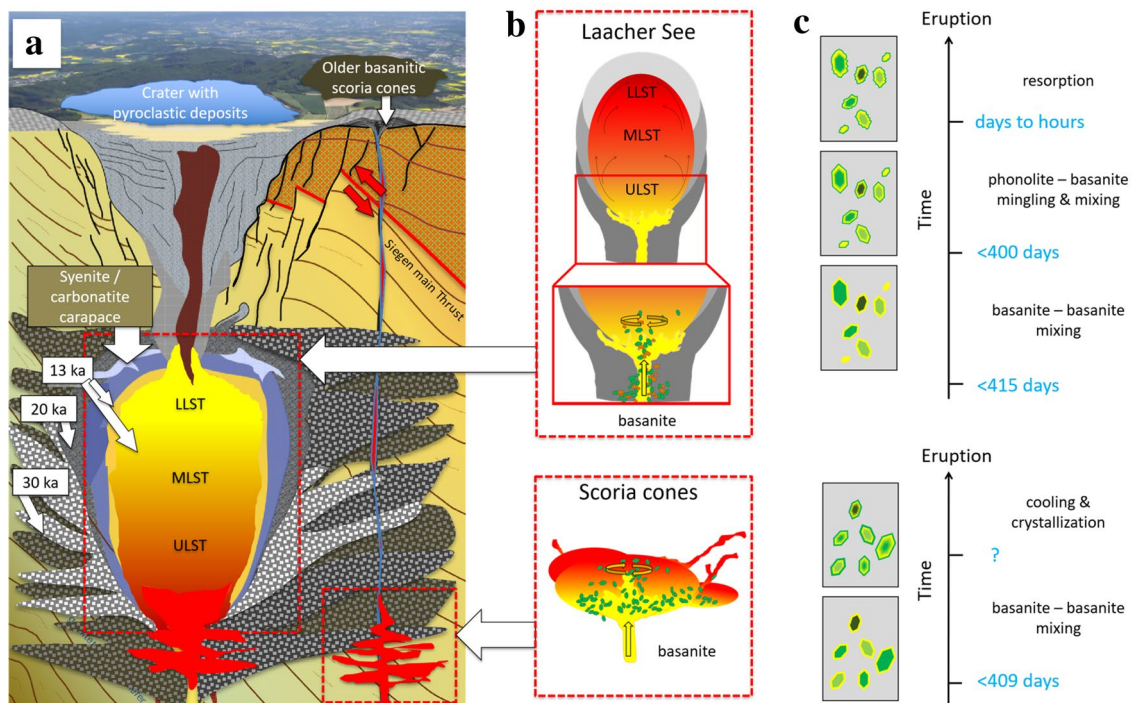 a
Older basanitic
scoria cones
Crater with
pyroclastic deposits
Siegen main Thrust
Syenite /
carbonatite
carapace
13 ka
20 ka
30 ka
LLST
MLST
ULST
b
Laacher See
LLST
MLST
ULST
basanite
Scoria cones
basanite
c
Eruption
resorption
days to hours
phonolite – basanite
mingling & mixing
<400 days
basanite – basanite
mixing
<415 days
Time
Eruption
cooling &
crystallization
?
basanite – basanite
mixing
<409 days
Time